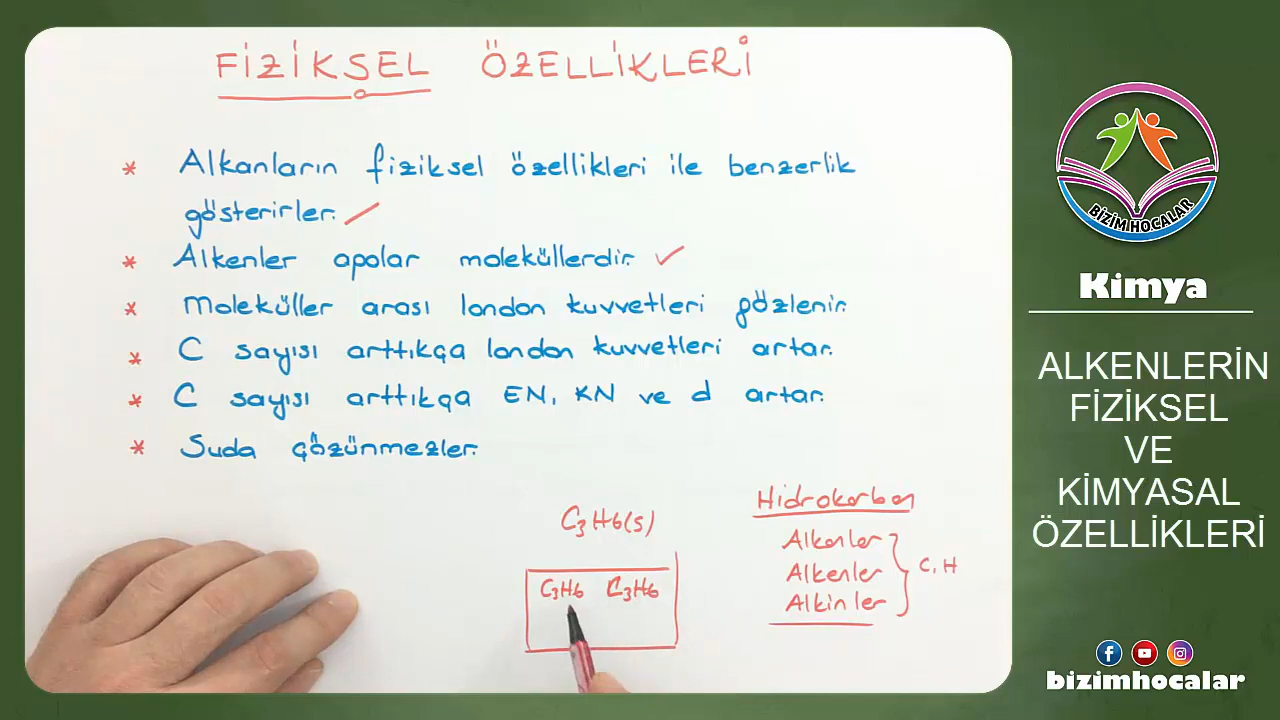 FİZİKSEL ÖZELLİKLERİ
* Alkanların fiziksel özellikleri ile benzerlik
gösterirler.
* Alkenler apolar moleküllerdir.
* Moleküller arası london kuvvetleri gözlenir.
* C sayısı arttıkça london kuvvetleri artar.
* C sayısı arttıkça EN, KN ve d artar.
* Suda çözünmezler.
C3H6(s)
C3H6 C3H6
Hidrokarbon
Alkanlar
Alkenler
Alkinler
C, H
BİZİM HOCALAR
Kimya
ALKENLERİN
FİZİKSEL
VE
KİMYASAL
ÖZELLİKLERİ
bizimhocalar